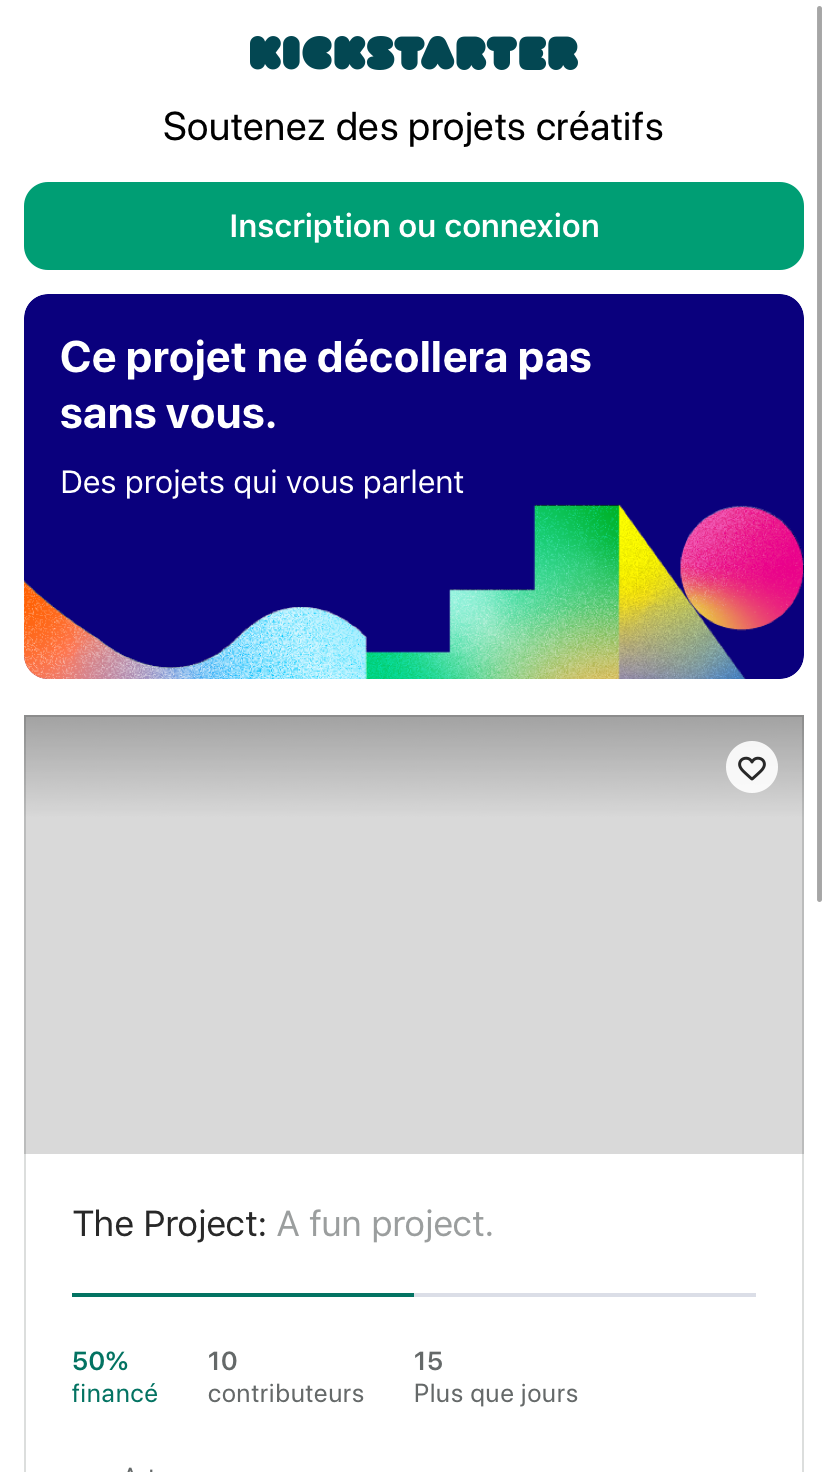 KICKSTARTER
Soutenez des projets créatifs
Inscription ou connexion
Ce projet ne décollera pas
sans vous.
Des projets qui vous parlent
The Project: A fun project.
50%
financé
10
contributeurs
15
Plus que jours